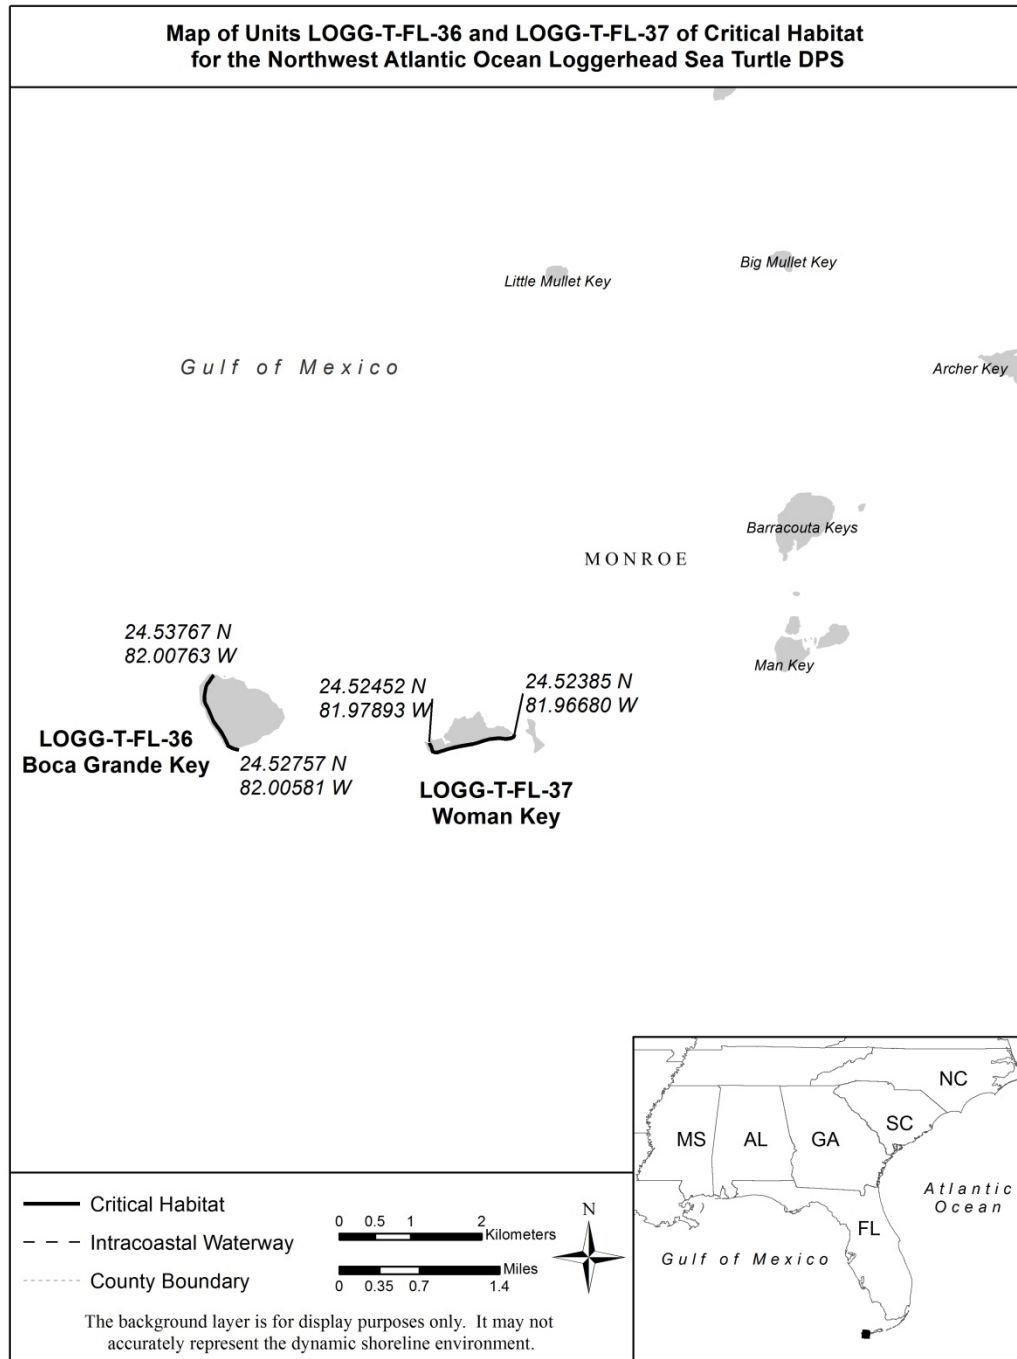 Map of Units LOGG-T-FL-36 and LOGG-T-FL-37 of Critical Habitat
for the Northwest Atlantic Ocean Loggerhead Sea Turtle DPS
Big Mullet Key
Little Mullet Key
Gulf of Mexico
Archer Key
Barracouta Keys
MONROE
Man Key
24.53767 N
82.00763 W
24.52452 N
81.97893 W
24.52385 N
81.96680 W
LOGG-T-FL-36
Boca Grande Key
24.52757 N
82.00581 W
LOGG-T-FL-37
Woman Key
NC
SC
MS
AL
GA
FL
Atlantic
Ocean
Gulf of Mexico
Critical Habitat
Intracoastal Waterway
County Boundary
0 0.5 1 2
Kilometers
Miles
0 0.35 0.7 1.4
N
The background layer is for display purposes only. It may not
accurately represent the dynamic shoreline environment.